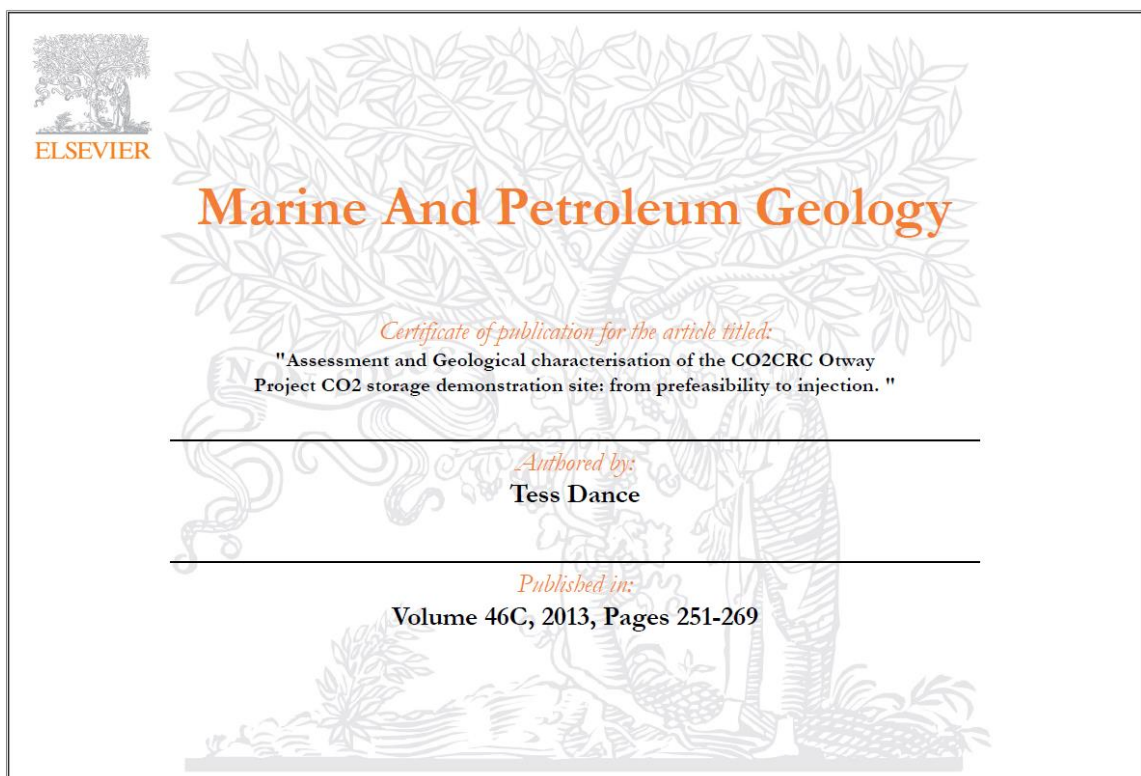 ELSEVIER
Marine And Petroleum Geology
Certificate of publication for the article titled:
"Assessment and Geological characterisation of the CO2CRC Otway
Project CO2 storage demonstration site: from prefeasibility to injection. "
NON SOLUS
Authored by:
Tess Dance
Published in:
Volume 46C, 2013, Pages 251-269